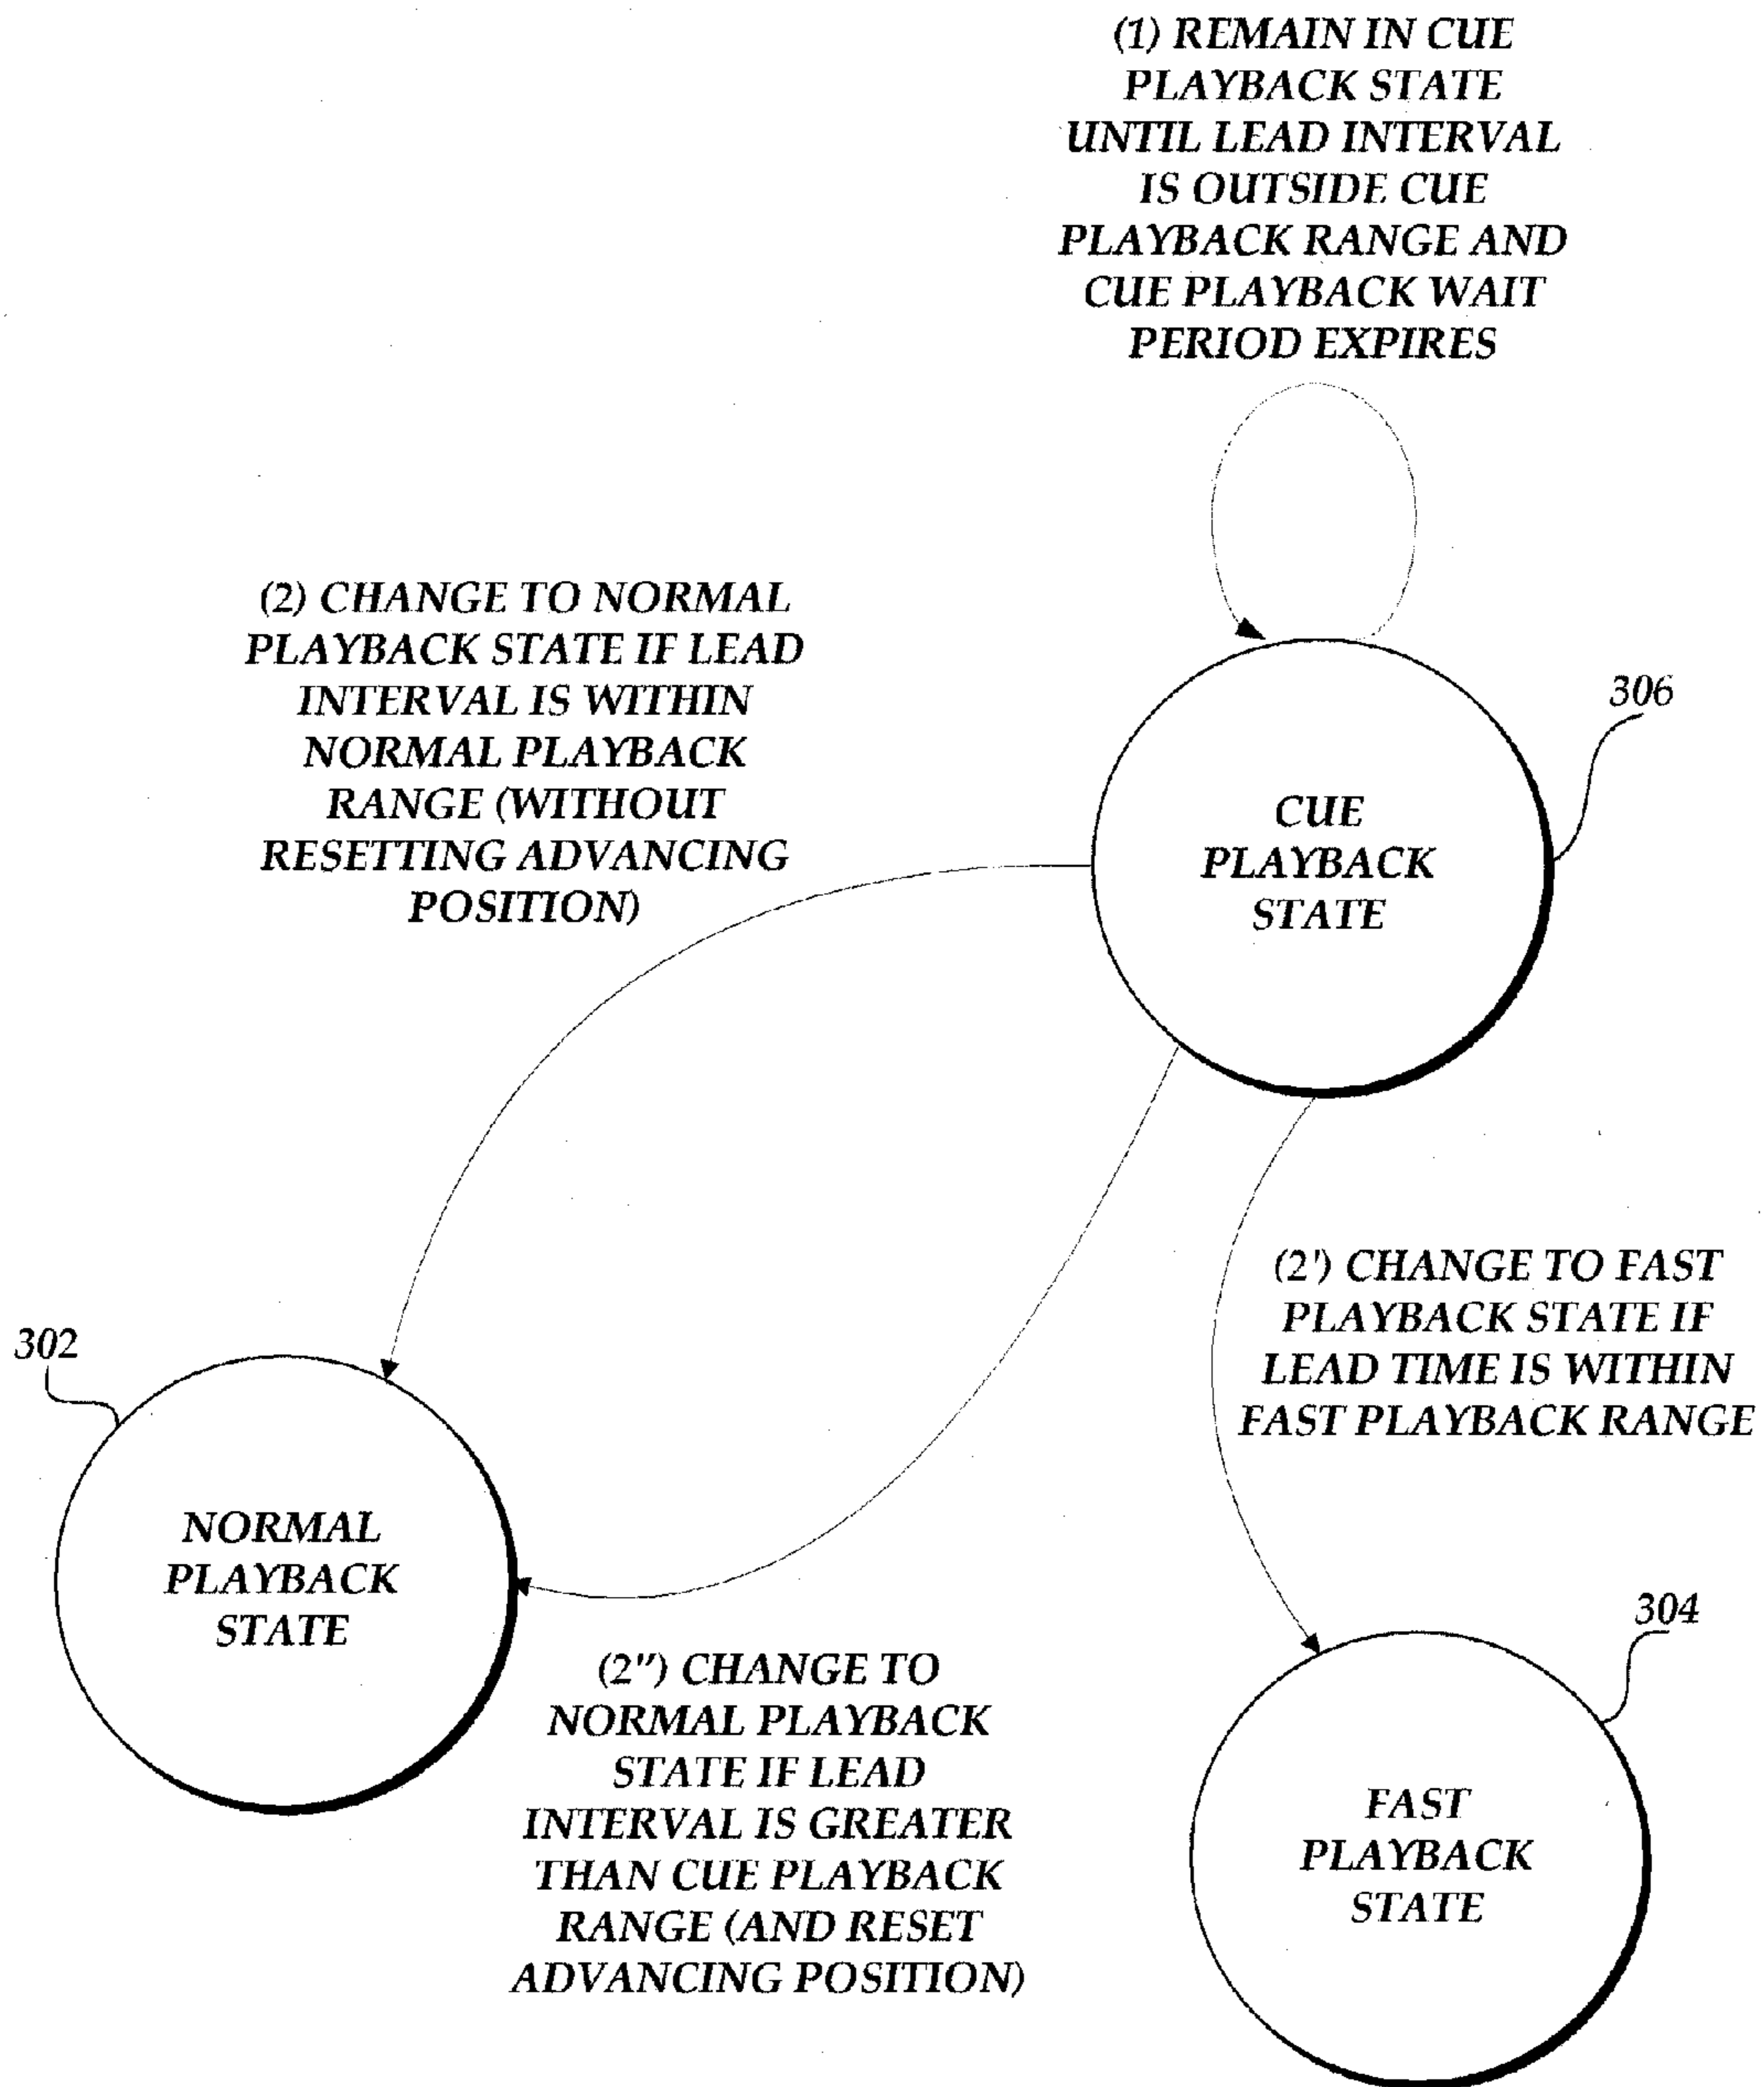 (1) REMAIN IN CUE
PLAYBACK STATE
UNTIL LEAD INTERVAL
IS OUTSIDE CUE
PLAYBACK RANGE AND
CUE PLAYBACK WAIT
PERIOD EXPIRES
(2) CHANGE TO NORMAL
PLAYBACK STATE IF LEAD
INTERVAL IS WITHIN
NORMAL PLAYBACK
RANGE (WITHOUT
RESETTING ADVANCING
POSITION)
306
CUE
PLAYBACK
STATE
(2') CHANGE TO FAST
PLAYBACK STATE IF
LEAD TIME IS WITHIN
FAST PLAYBACK RANGE
302
NORMAL
PLAYBACK
STATE
(2") CHANGE TO
NORMAL PLAYBACK
STATE IF LEAD
INTERVAL IS GREATER
THAN CUE PLAYBACK
RANGE (AND RESET
ADVANCING POSITION)
304
FAST
PLAYBACK
STATE